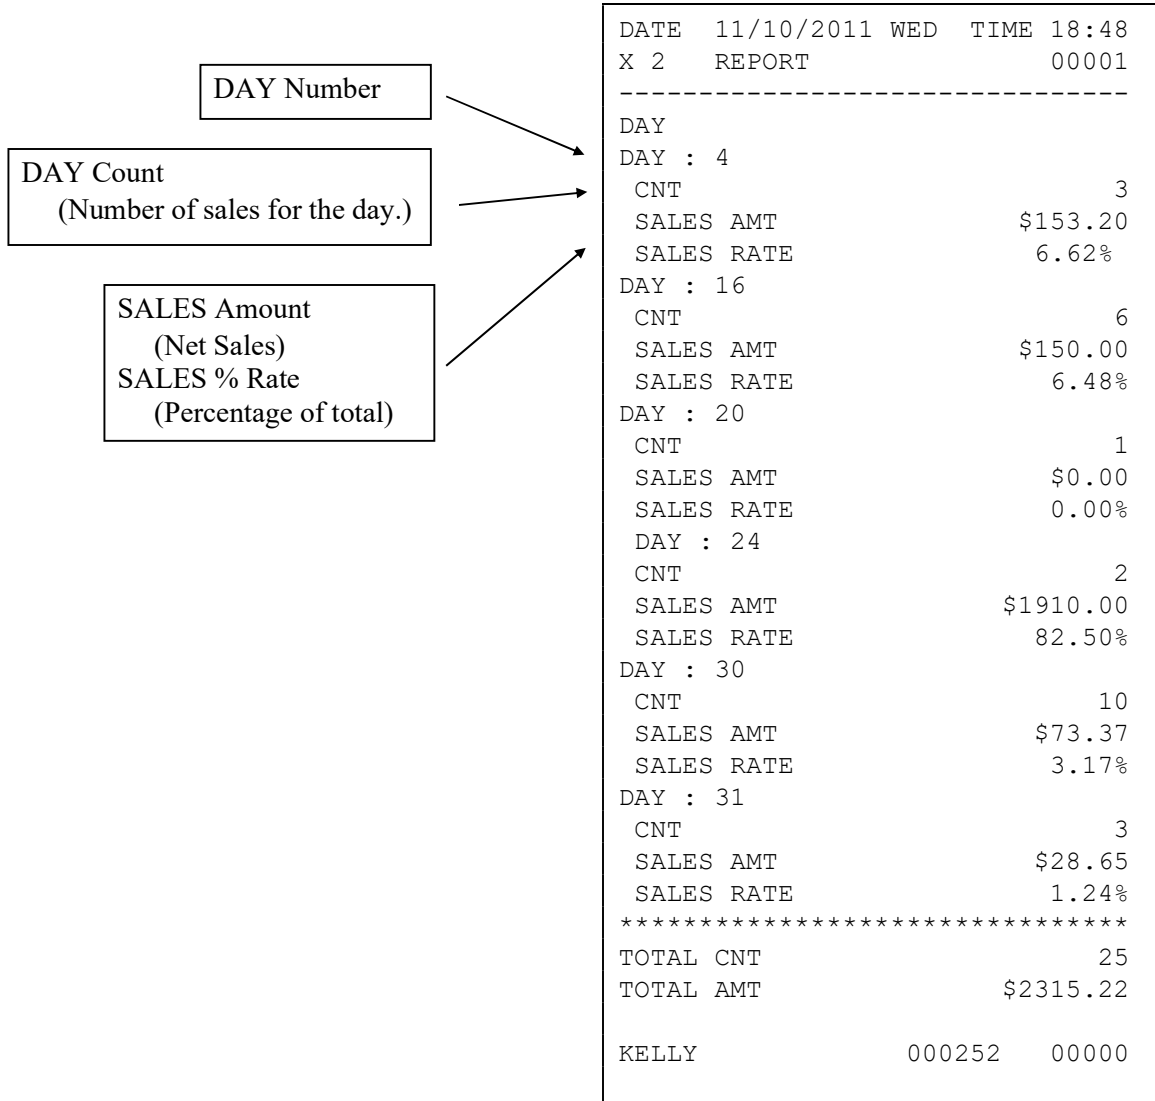 DAY Number
DAY Count
(Number of sales for the day.)
SALES Amount
(Net Sales)
SALES % Rate
(Percentage of total)
DATE 11/10/2011 WED TIME 18:48
X 2 REPORT 00001
--------------------------------
DAY
DAY : 4
CNT 3
SALES AMT $153.20
SALES RATE 6.62%
DAY : 16
CNT 6
SALES AMT $150.00
SALES RATE 6.48%
DAY : 20
CNT 1
SALES AMT $0.00
SALES RATE 0.00%
DAY : 24
CNT 2
SALES AMT $1910.00
SALES RATE 82.50%
DAY : 30
CNT 10
SALES AMT $73.37
SALES RATE 3.17%
DAY : 31
CNT 3
SALES AMT $28.65
SALES RATE 1.24%
********************************
TOTAL CNT 25
TOTAL AMT $2315.22
KELLY 000252 00000